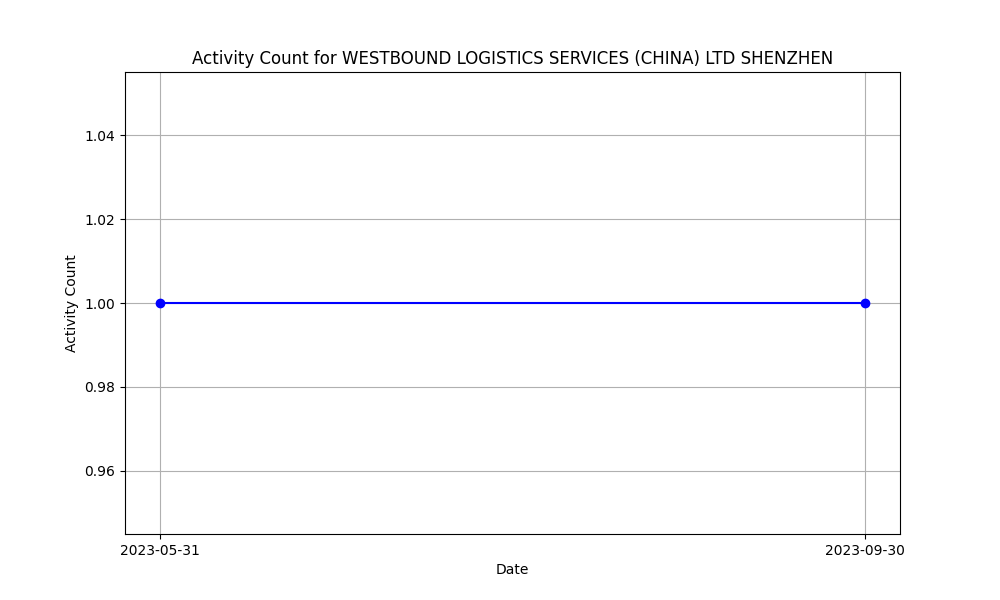 Activity Count for WESTBOUND LOGISTICS SERVICES (CHINA) LTD SHENZHEN
Activity Count
1.04
1.02
1.00
0.98
0.96
2023-05-31 2023-09-30
Date